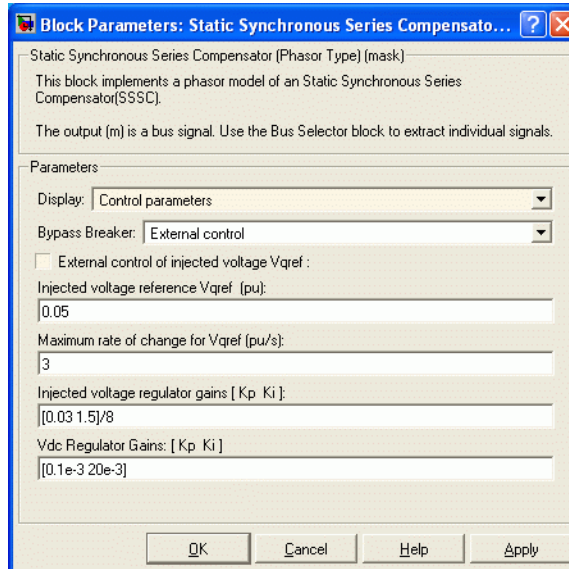 Block Parameters: Static Synchronous Series Compensato...
Static Synchronous Series Compensator (Phasor Type) (mask)
This block implements a phasor model of an Static Synchronous Series
Compensator(SSSC).
The output (m) is a bus signal. Use the Bus Selector block to extract individual signals.
Parameters
Display: Control parameters
Bypass Breaker: External control
External control of injected voltage Vqref :
Injected voltage reference Vqref (pu):
0.05
Maximum rate of change for Vqref (pu/s):
3
Injected voltage regulator gains [ Kp Ki ]:
[0.03 1.5]/8
Vdc Regulator Gains: [ Kp Ki ]
[0.1e-3 20e-3]
OK Cancel Help Apply